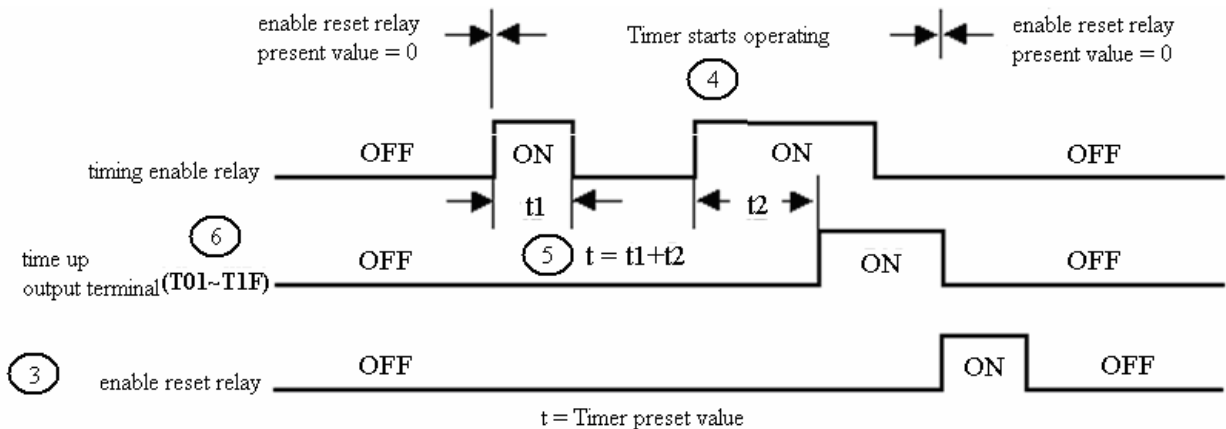 enable reset relay
present value = 0
Timer starts operating
enable reset relay
present value = 0
4
OFF
ON
ON
OFF
timing enable relay
t1
t2
6
5
t = t1+t2
time up
output terminal(T01~T1F)
OFF
ON
OFF
3
enable reset relay
OFF
ON
OFF
t = Timer preset value